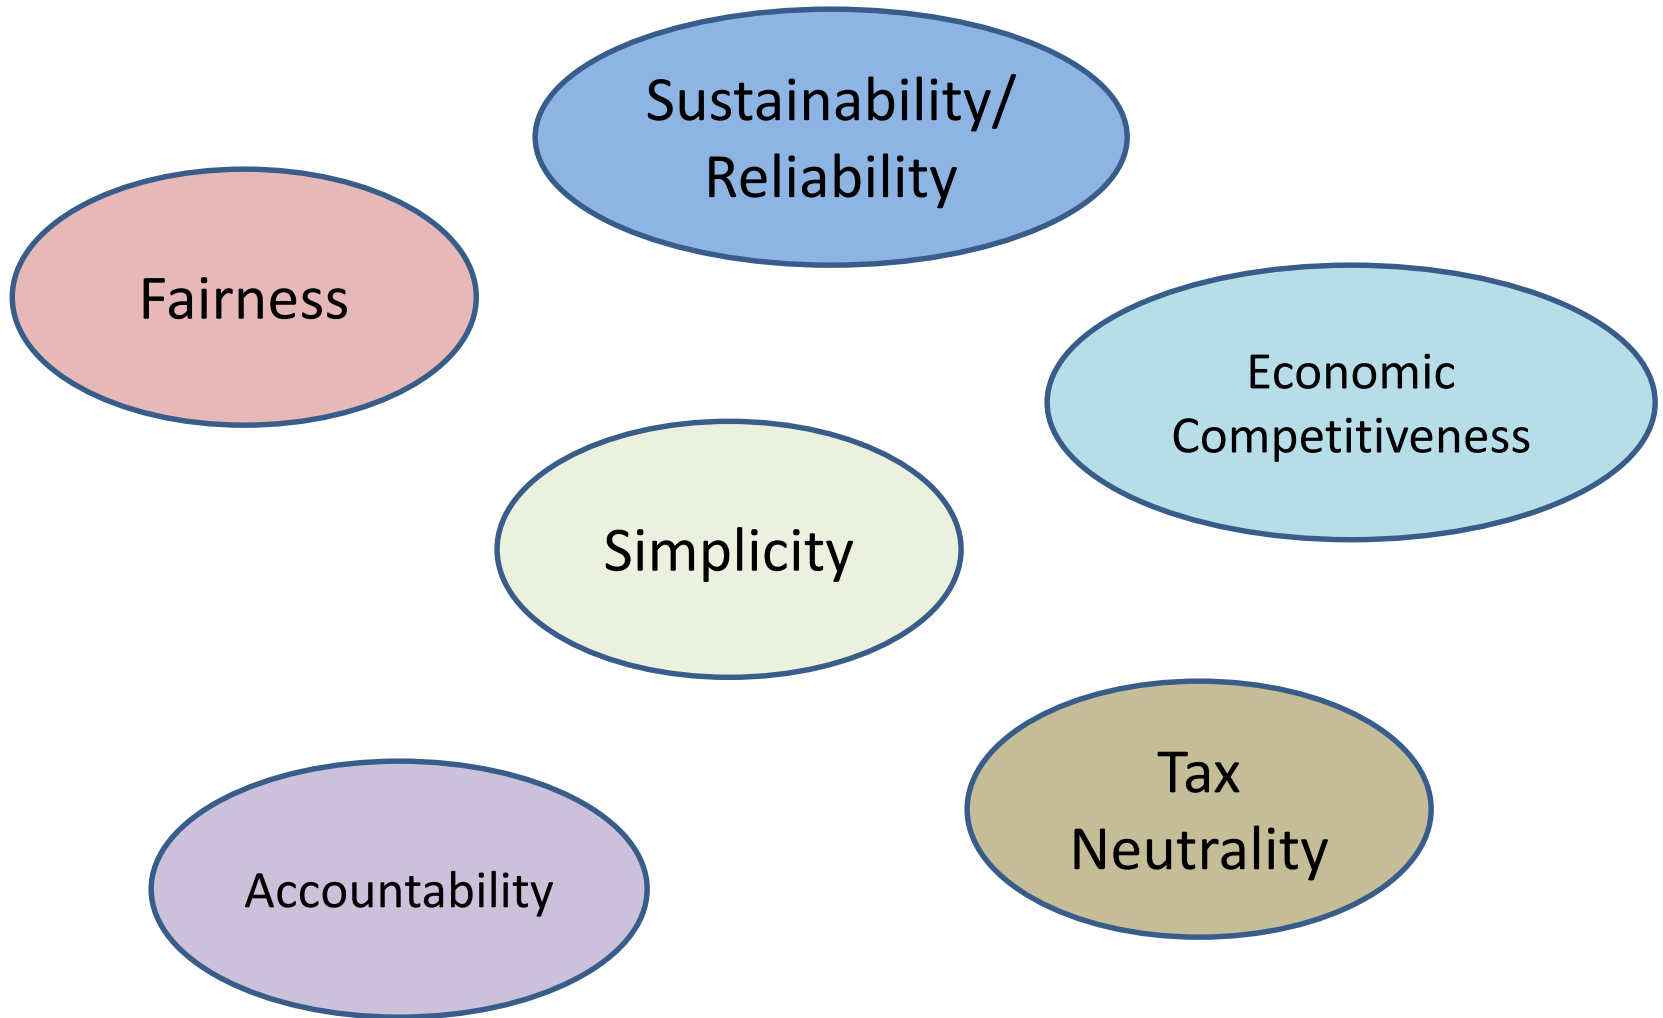 Sustainability/
Reliability
Fairness
Economic
Competitiveness
Simplicity
Tax
Neutrality
Accountability